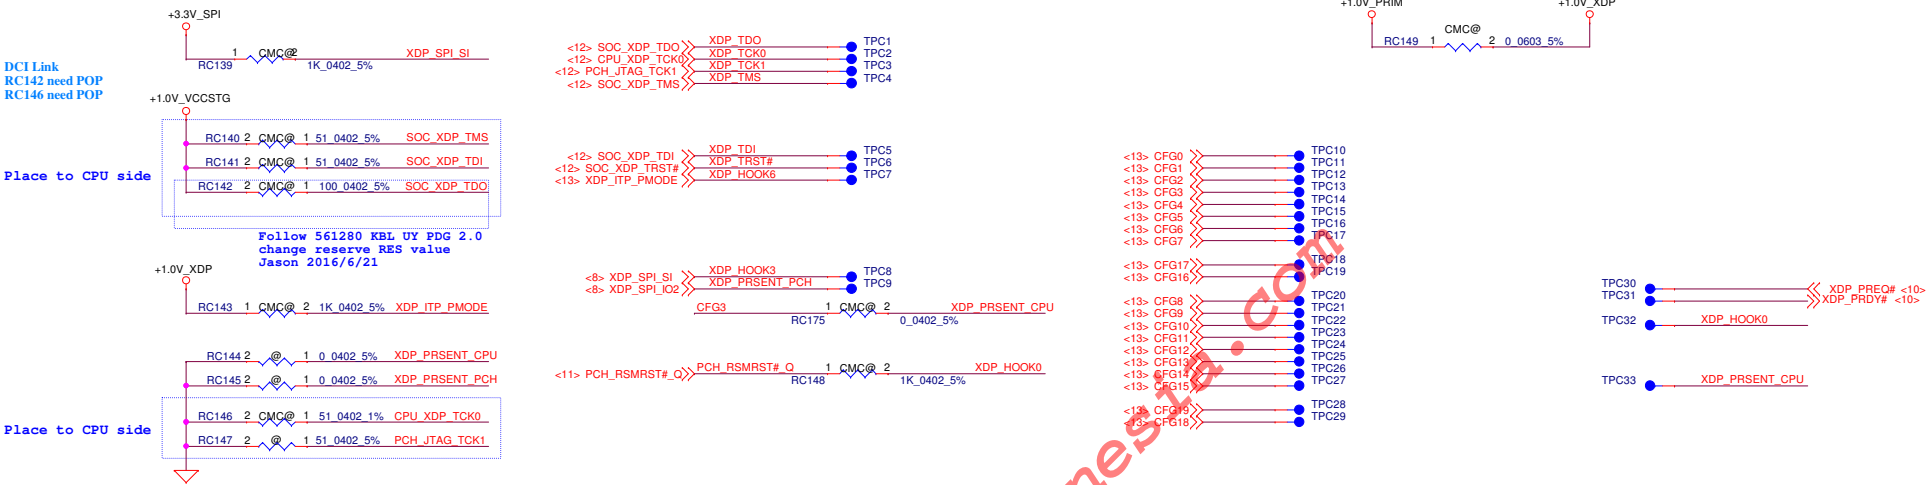 +3.3V_SPI
RC139 1 CMC@ 2 1K_0402_5% XDP_SPI_SI
DCI Link
RC142 need POP
RC146 need POP
+1.0V_VCCSTG
RC140 2 CMC@ 1 51_0402_5% SOC_XDP_TMS
RC141 2 CMC@ 1 51_0402_5% SOC_XDP_TDI
Place to CPU side
RC142 2 CMC@ 1 100_0402_5% SOC_XDP_TDO
Follow 561280 KBL UY PDG 2.0
change reserve RES value
Jason 2016/6/21
+1.0V_XDP
RC143 1 CMC@ 2 1K_0402_5% XDP_ITP_PMODE
RC144 2 @ 1 0_0402_5% XDP_PRSENT_CPU
RC145 2 @ 1 0_0402_5% XDP_PRSENT_PCH
RC146 2 CMC@ 1 51_0402_1% CPU_XDP_TCK0
Place to CPU side
RC147 2 @ 1 51_0402_5% PCH_JTAG_TCK1
<12> SOC_XDP_TDO XDP_TDO TPC1
<12> CPU_XDP_TCK0 XDP_TCK0 TPC2
<12> PCH_JTAG_TCK1 XDP_TCK1 TPC3
<12> SOC_XDP_TMS XDP_TMS TPC4
<12> SOC_XDP_TDI XDP_TDI TPC5
<12> SOC_XDP_TRST# XDP_TRST# TPC6
<13> XDP_ITP_PMODE XDP_HOOK6 TPC7
<8> XDP_SPI_SI XDP_HOOK3 TPC8
<8> XDP_SPI_IO2 XDP_PRSENT_PCH TPC9
CFG3 RC175 1 CMC@ 2 0_0402_5% XDP_PRSENT_CPU
<11> PCH_RSMRST#_Q PCH_RSMRST#_Q RC148 1 CMC@ 2 1K_0402_5% XDP_HOOK0
+1.0V_PRIM +1.0V_XDP
RC149 1 CMC@ 2 0_0603_5%
<13> CFG0 TPC10
<13> CFG1 TPC11
<13> CFG2 TPC12
<13> CFG3 TPC13
<13> CFG4 TPC14
<13> CFG5 TPC15
<13> CFG6 TPC16
<13> CFG7 TPC17
<13> CFG17 TPC18
<13> CFG16 TPC19
<13> CFG8 TPC20
<13> CFG9 TPC21
<13> CFG10 TPC22
<13> CFG11 TPC23
<13> CFG12 TPC24
<13> CFG13 TPC25
<13> CFG14 TPC26
<13> CFG15 TPC27
<13> CFG19 TPC28
<13> CFG18 TPC29
TPC30 XDP_PREQ# <10>
TPC31 XDP_PRDY# <10>
TPC32 XDP_HOOK0
TPC33 XDP_PRSENT_CPU
nesia.com